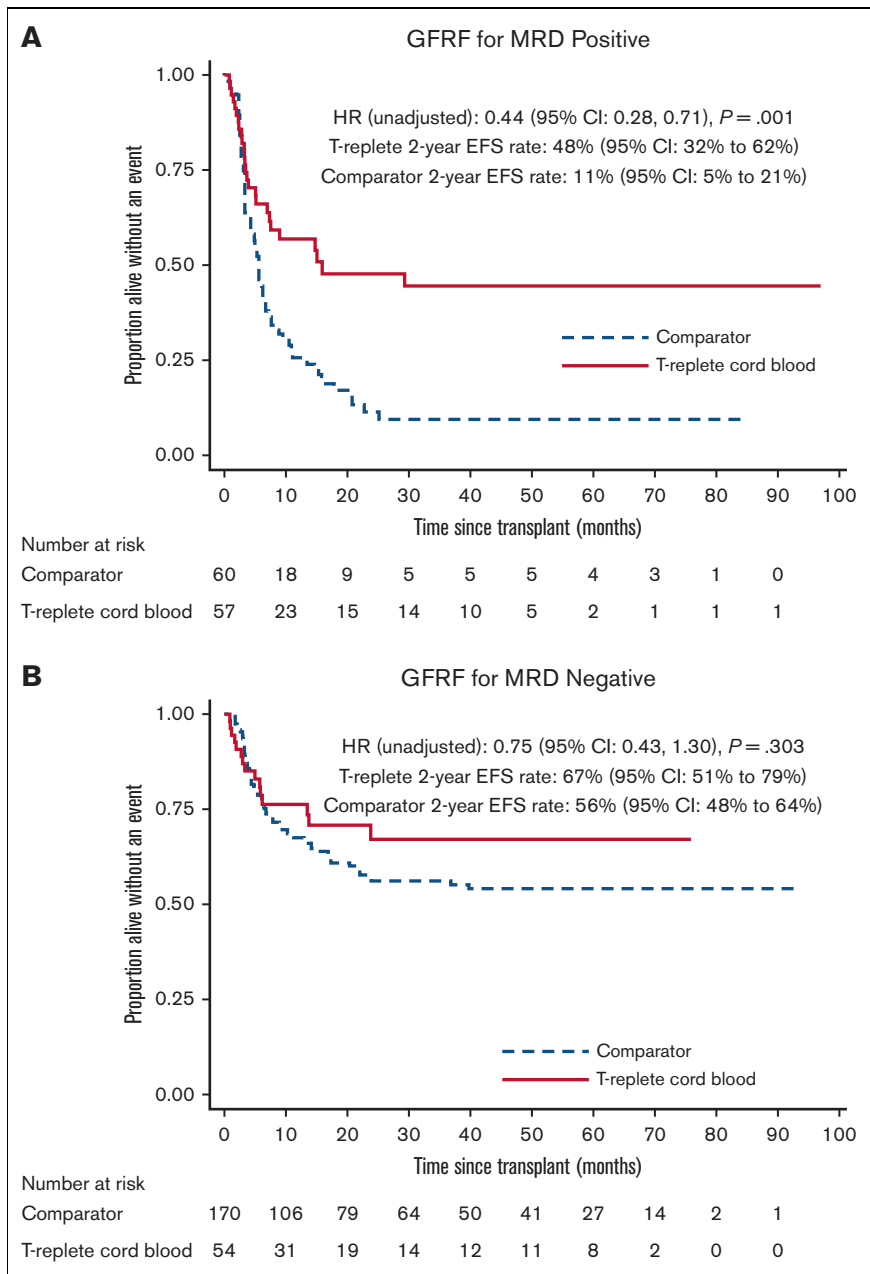 A
GFRF for MRD Positive
HR (unadjusted): 0.44 (95% CI: 0.28, 0.71), P = .001
T-replete 2-year EFS rate: 48% (95% CI: 32% to 62%)
Comparator 2-year EFS rate: 11% (95% CI: 5% to 21%)
Proportion alive without an event
1.00
0.75
0.50
0.25
0.00
Comparator
T-replete cord blood
0 10 20 30 40 50 60 70 80 90 100
Time since transplant (months)
Number at risk
Comparator 60 18 9 5 5 5 4 3 1 0
T-replete cord blood 57 23 15 14 10 5 2 1 1 1
B
GFRF for MRD Negative
HR (unadjusted): 0.75 (95% CI: 0.43, 1.30), P = .303
T-replete 2-year EFS rate: 67% (95% CI: 51% to 79%)
Comparator 2-year EFS rate: 56% (95% CI: 48% to 64%)
Proportion alive without an event
1.00
0.75
0.50
0.25
0.00
Comparator
T-replete cord blood
0 10 20 30 40 50 60 70 80 90 100
Time since transplant (months)
Number at risk
Comparator 170 106 79 64 50 41 27 14 2 1
T-replete cord blood 54 31 19 14 12 11 8 2 0 0